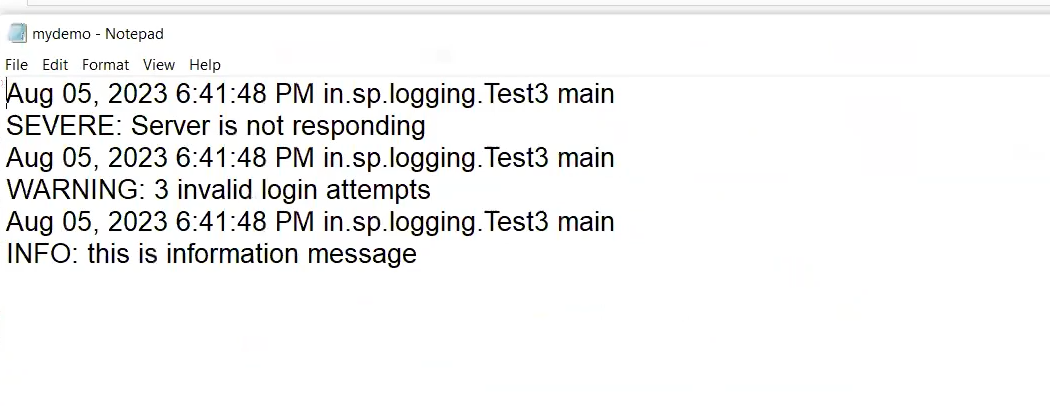 mydemo - Notepad
File Edit Format View Help
Aug 05, 2023 6:41:48 PM in.sp.logging.Test3 main
SEVERE: Server is not responding
Aug 05, 2023 6:41:48 PM in.sp.logging.Test3 main
WARNING: 3 invalid login attempts
Aug 05, 2023 6:41:48 PM in.sp.logging.Test3 main
INFO: this is information message